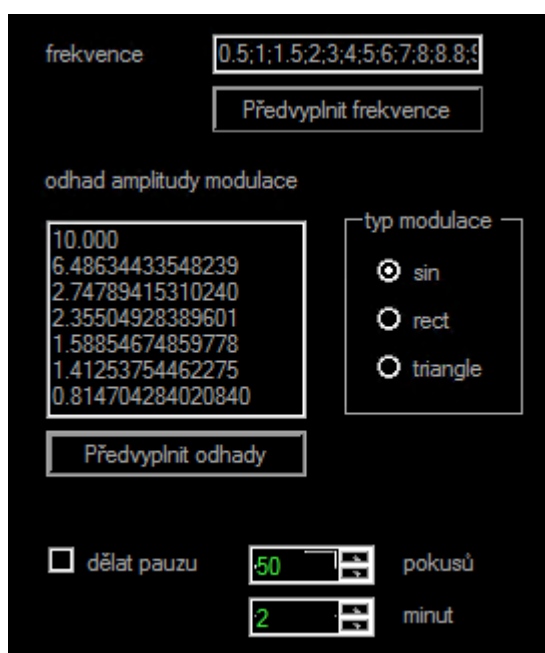 frekvence
0.5;1;1.5;2;3;4;5;6;7;8;8.8;9
Předvyplnit frekvence
odhad amplitudy modulace
10.000
6.48634433548239
2.74789415310240
2.35504928389601
1.58854674859778
1.41253754462275
0.814704284020840
typ modulace
sin
rect
triangle
Předvyplnit odhady
dělat pauzu
50
pokusů
2
minut